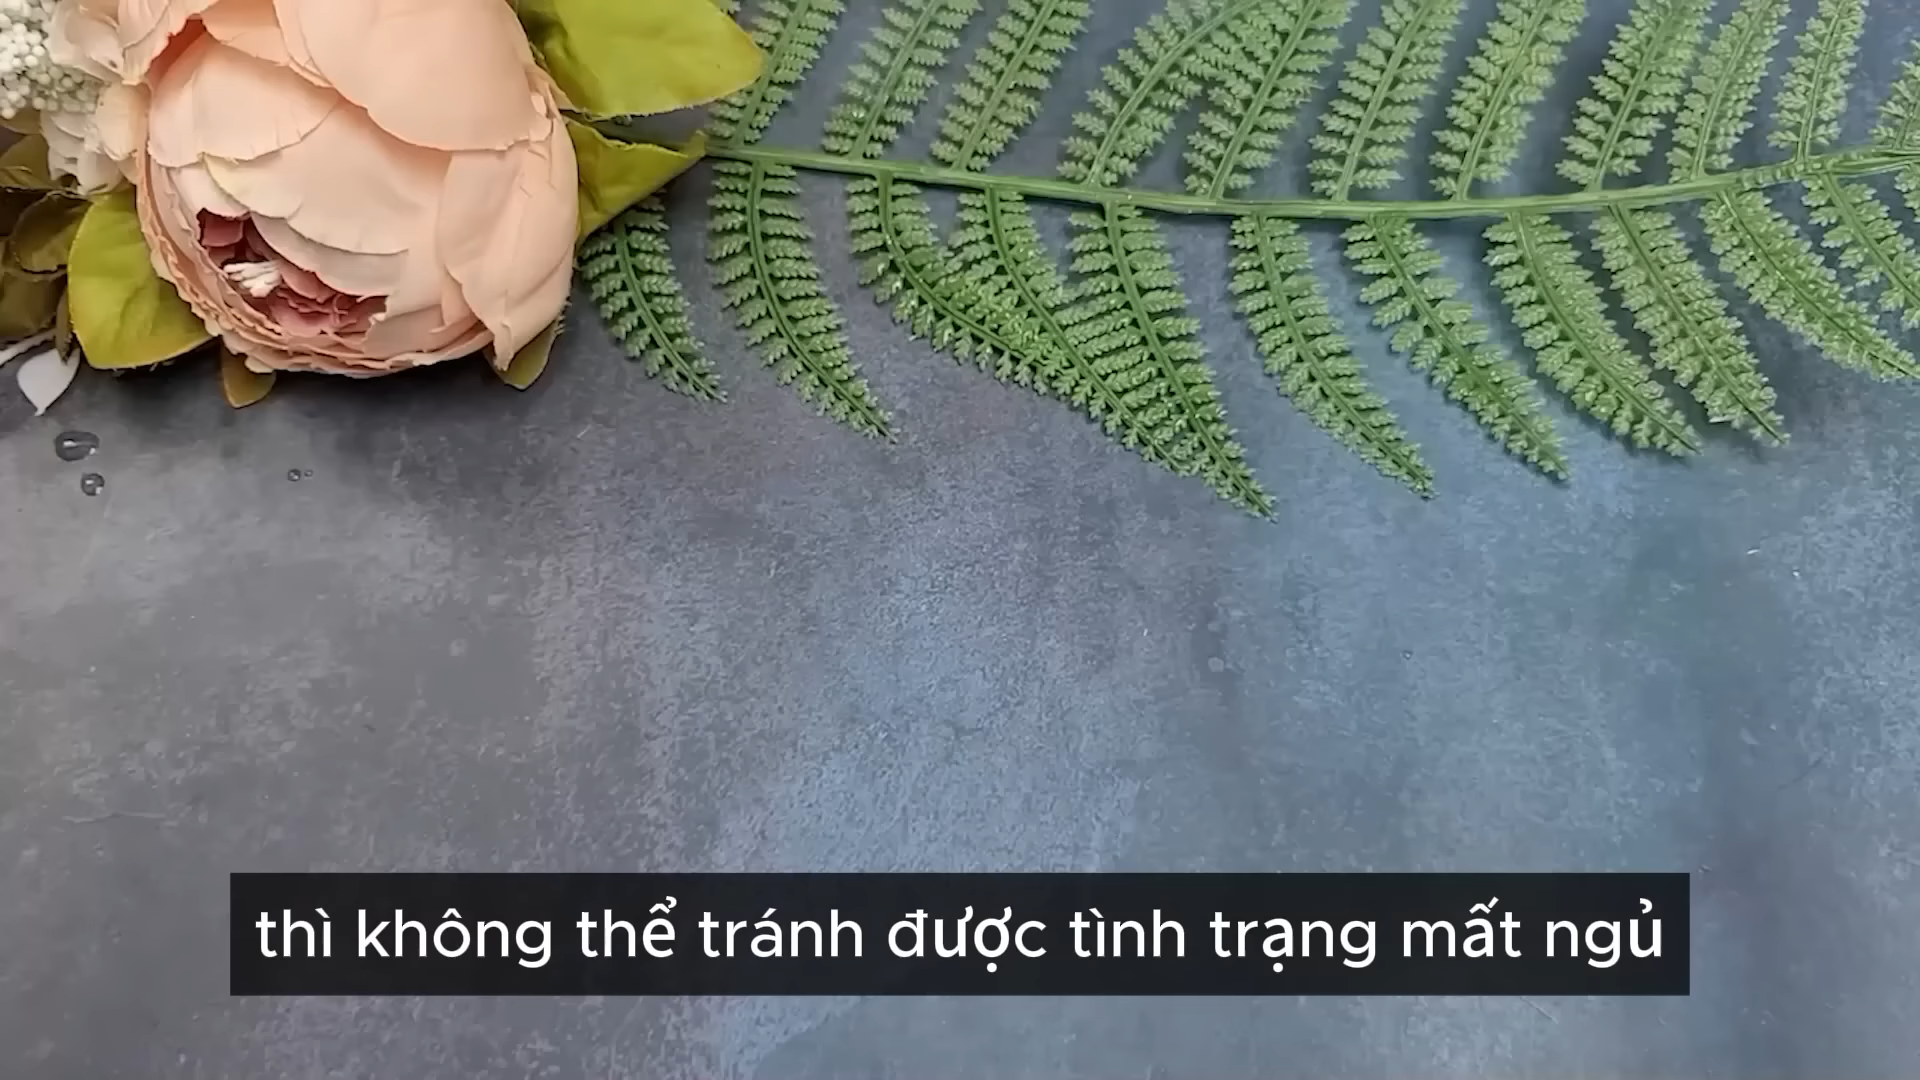 thì không thể tránh được tình trạng mất ngủ